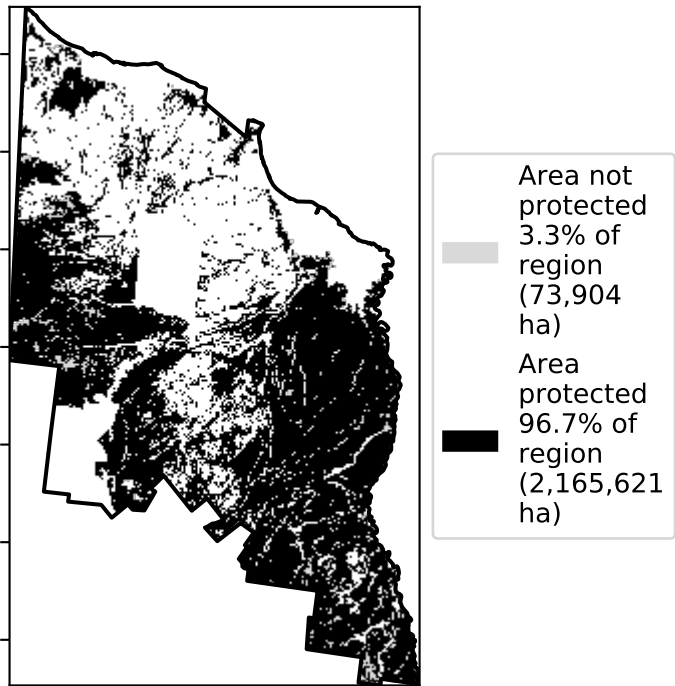 Area not
protected
3.3% of
region
(73,904
ha)
Area
protected
96.7% of
region
(2,165,621
ha)